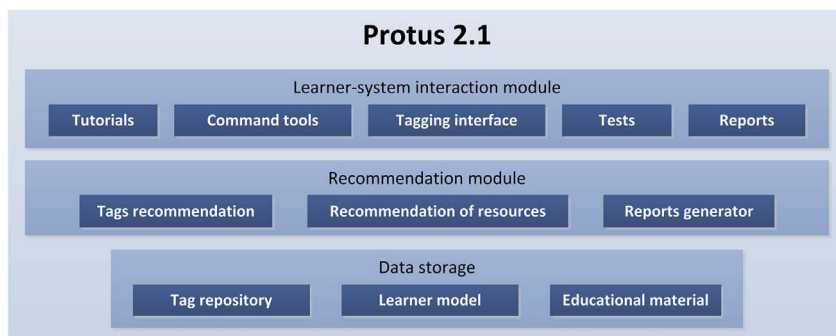 Protus 2.1
Learner-system interaction module
Tutorials
Command tools
Tagging interface
Tests
Reports
Recommendation module
Tags recommendation
Recommendation of resources
Reports generator
Data storage
Tag repository
Learner model
Educational material